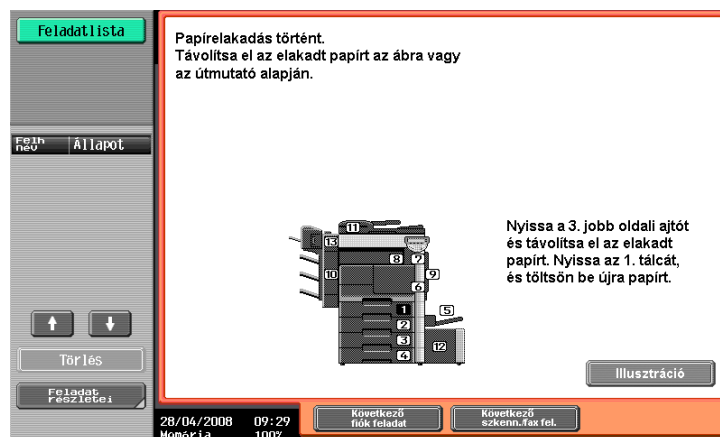 Feladatlista
Papírelakadás történt.
Távolítsa el az elakadt papírt az ábra vagy
az útmutató alapján.
Felh
név
Állapot
11
13
8
7
10
9
6
1
5
2
3
12
4
Nyissa a 3. jobb oldali ajtót
és távolítsa el az elakadt
papírt. Nyissa az 1. tálcát,
és töltsön be újra papírt.
Törlés
Illusztráció
Feladat
részletei
28/04/2008 09:29
Memória 100%
Következő
fiók feladat
Következő
szkenn./fax fel.